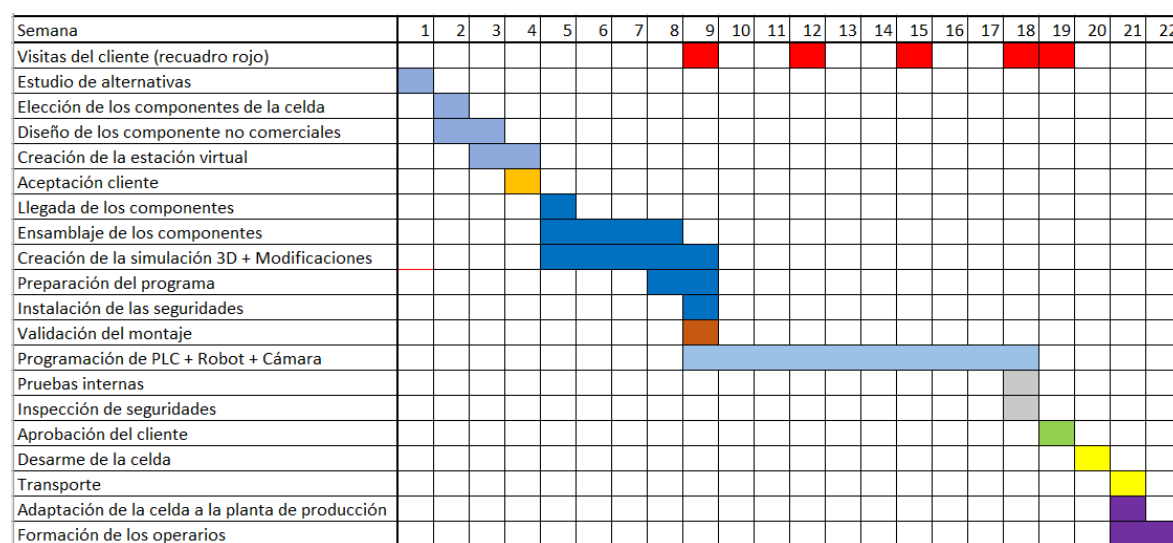 Semana 1 2 3 4 5 6 7 8 9 10 11 12 13 14 15 16 17 18 19 20 21 22
Visitas del cliente (recuadro rojo)
Estudio de alternativas
Elección de los componentes de la celda
Diseño de los componente no comerciales
Creación de la estación virtual
Aceptación cliente
Llegada de los componentes
Ensamblaje de los componentes
Creación de la simulación 3D + Modificaciones
Preparación del programa
Instalación de las seguridades
Validación del montaje
Programación de PLC + Robot + Cámara
Pruebas internas
Inspección de seguridades
Aprobación del cliente
Desarme de la celda
Transporte
Adaptación de la celda a la planta de producción
Formación de los operarios